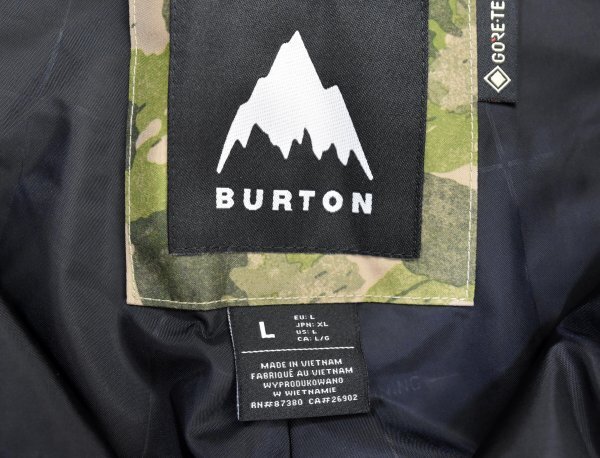 GORE-TE
BURTON
L
EU: L
JPN: XL
US: L
CA: L/G
MADE IN VIETNAM
FABRIQUÉ AU VIETNAM
WYPRODUKOWANO
W WIETNAMIE
RN#87380 CA#26902